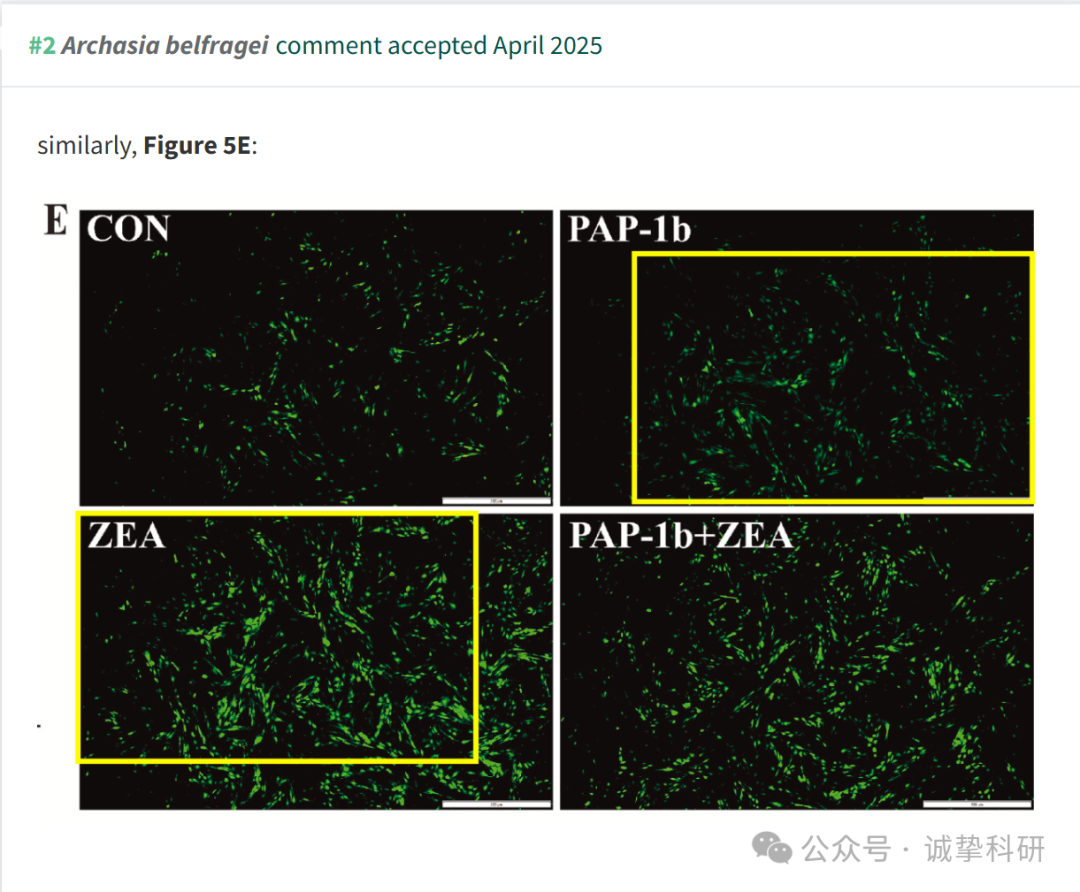 #2 Archasia belfragei comment accepted April 2025
similarly, Figure 5E:
E
CON
PAP-1b
ZEA
PAP-1b+ZEA
公众号 · 诚挚科研